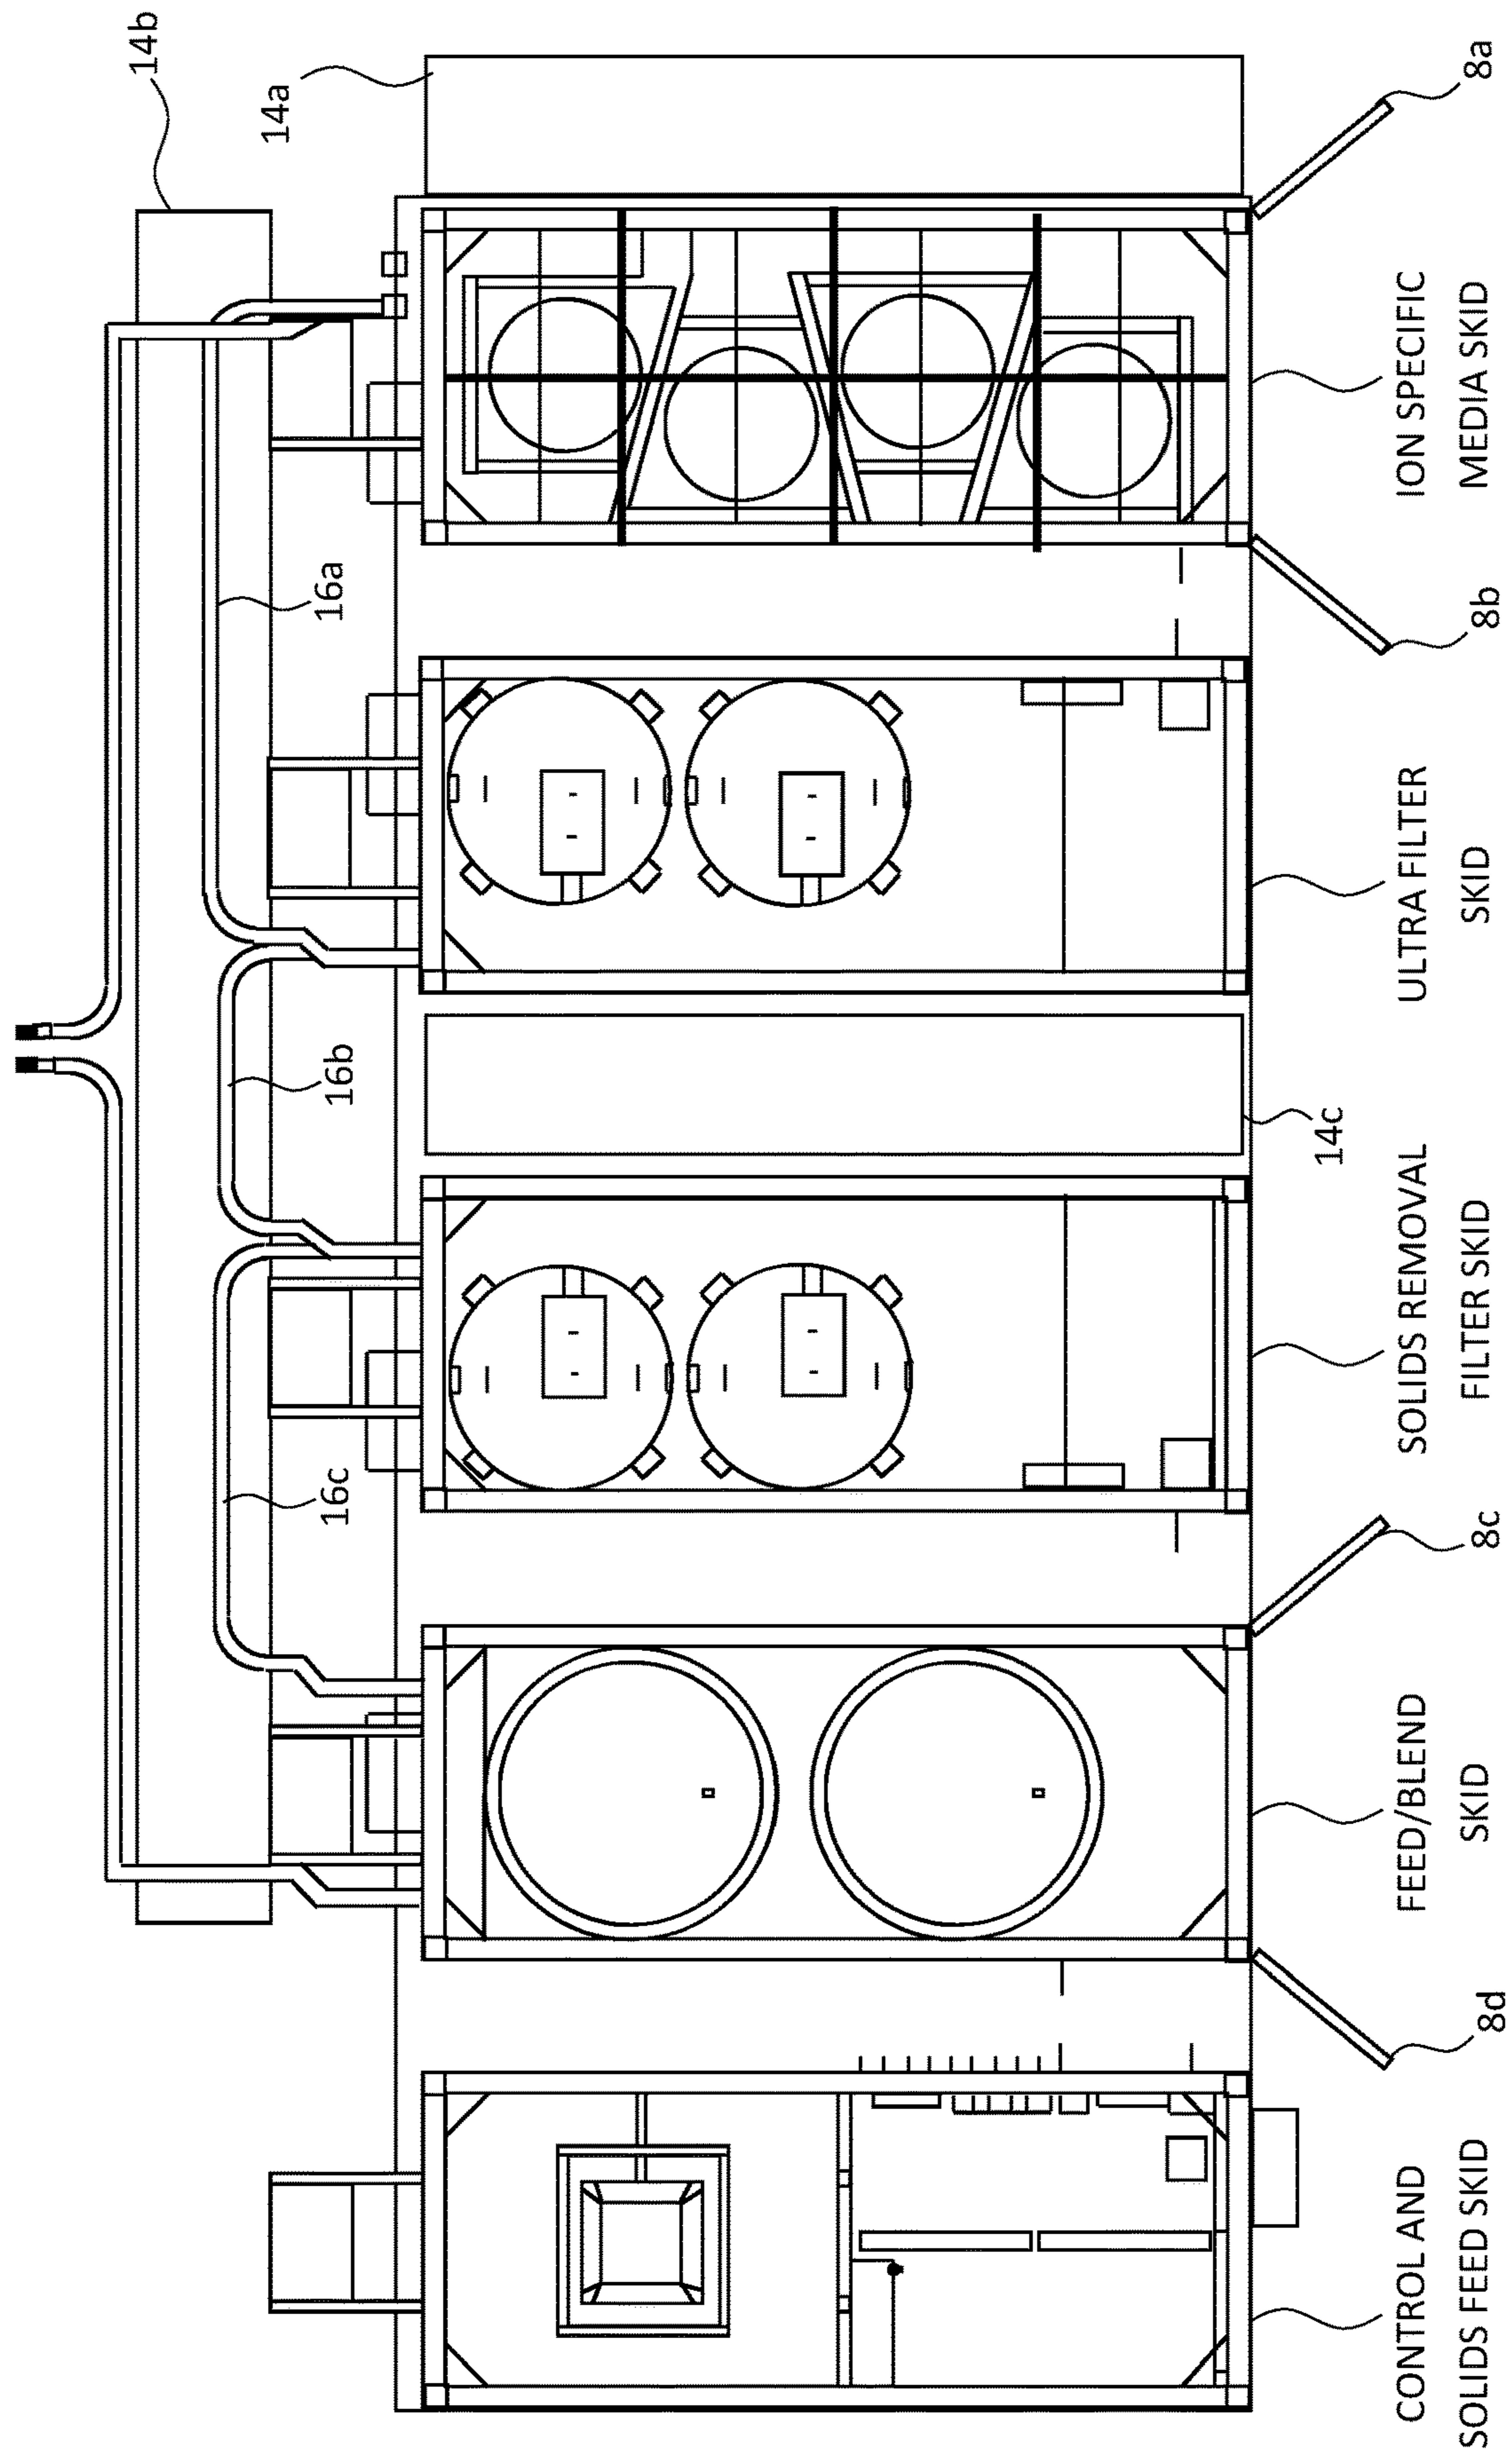 14b
14a
16a
16b
16c
14c
8a
8b
8c
8d
CONTROL AND
SOLIDS FEED SKID
FEED/BLEND
SKID
SOLIDS REMOVAL
FILTER SKID
ULTRA FILTER
SKID
ION SPECIFIC
MEDIA SKID